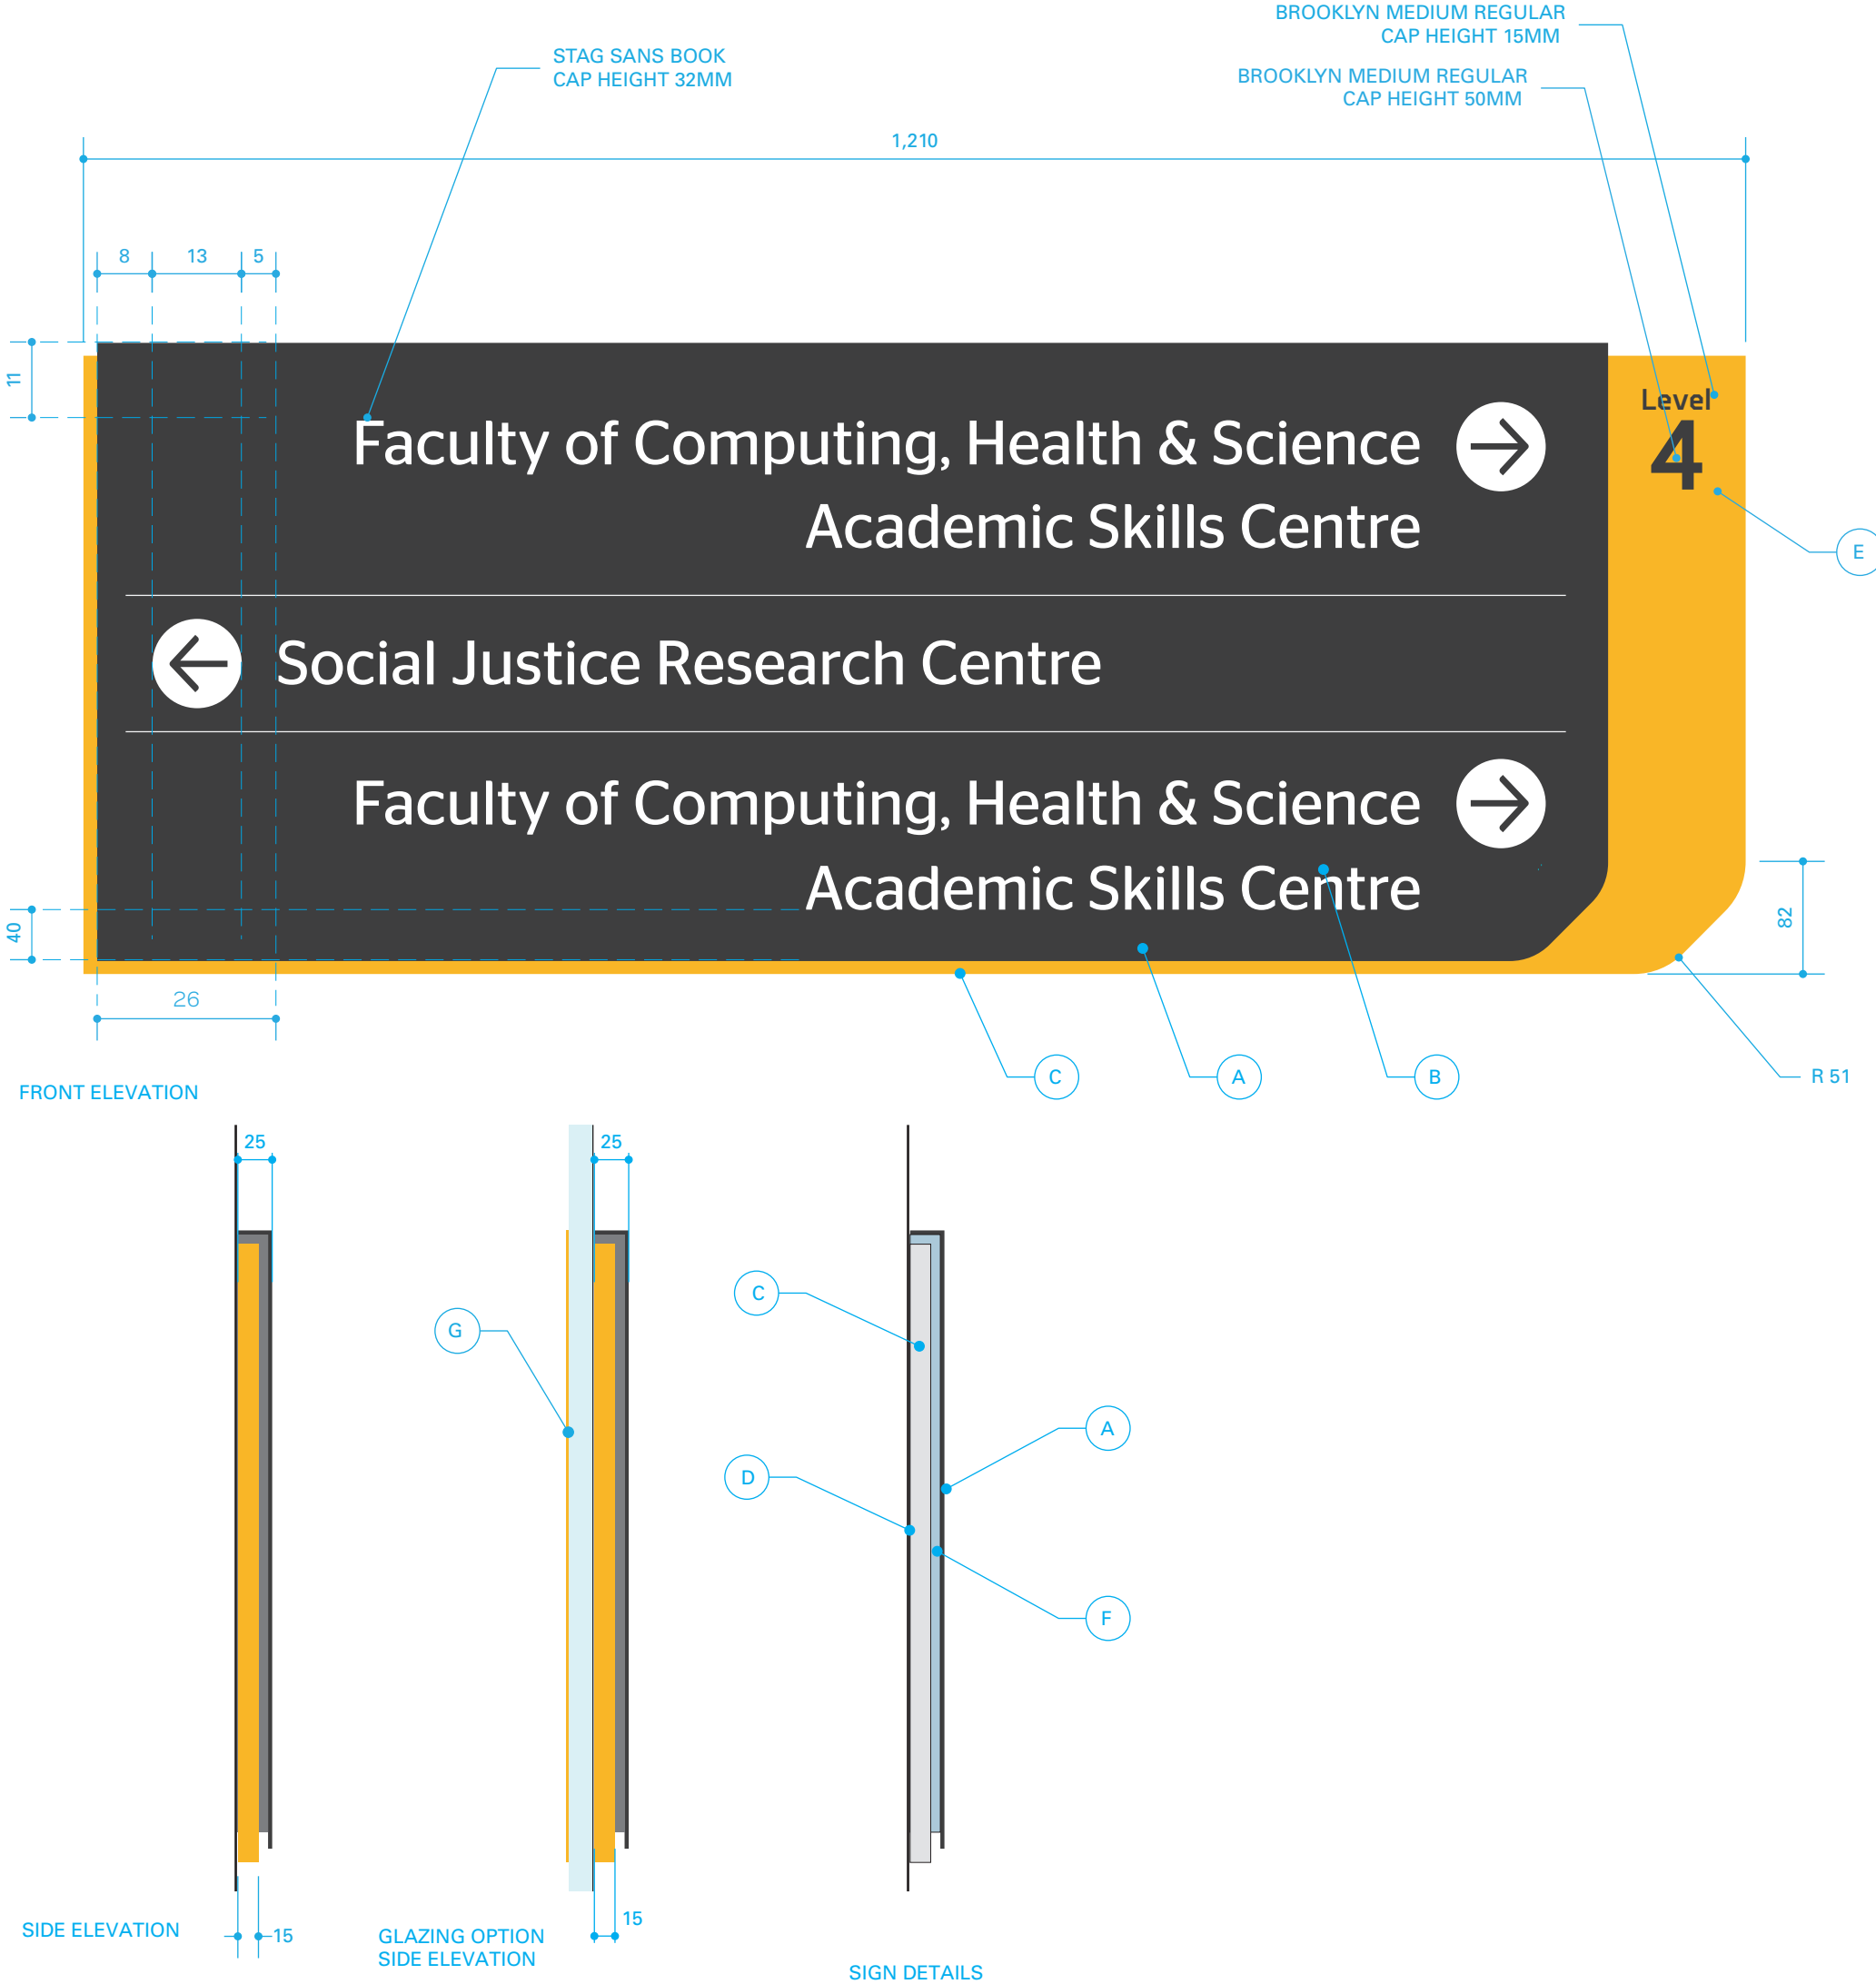 BROOKLYN MEDIUM REGULAR
CAP HEIGHT 15MM
STAG SANS BOOK
CAP HEIGHT 32MM
BROOKLYN MEDIUM REGULAR
CAP HEIGHT 50MM
1,210
8 13 5
11
Level
4
Faculty of Computing, Health & Science
Academic Skills Centre
E
Social Justice Research Centre
Faculty of Computing, Health & Science
Academic Skills Centre
40
82
26
C A B R 51
FRONT ELEVATION
25 25
C
G
A
D
F
SIDE ELEVATION
15
GLAZING OPTION
SIDE ELEVATION
15
SIGN DETAILS